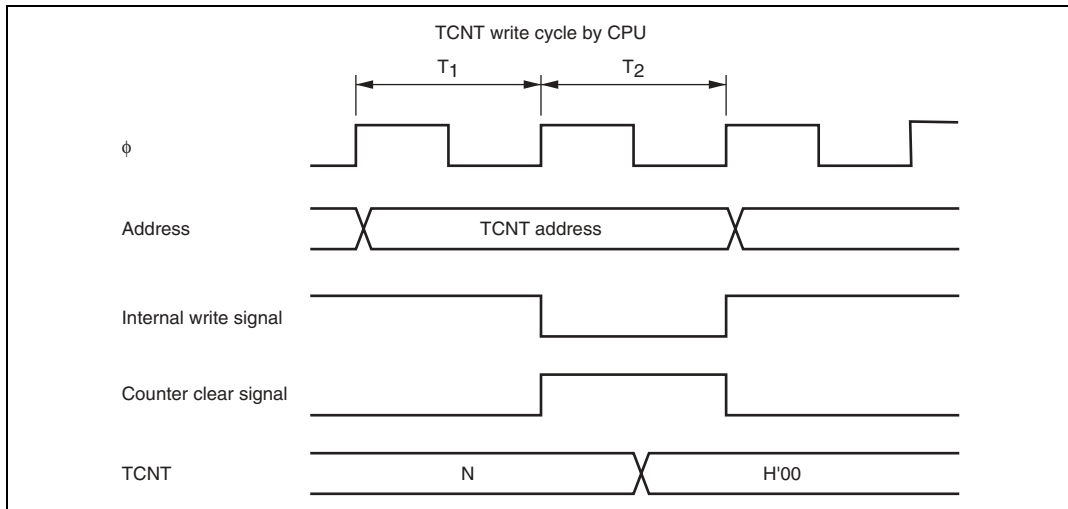 TCNT write cycle by CPU
T1 T2
ϕ
Address TCNT address
Internal write signal
Counter clear signal
TCNT N H'00